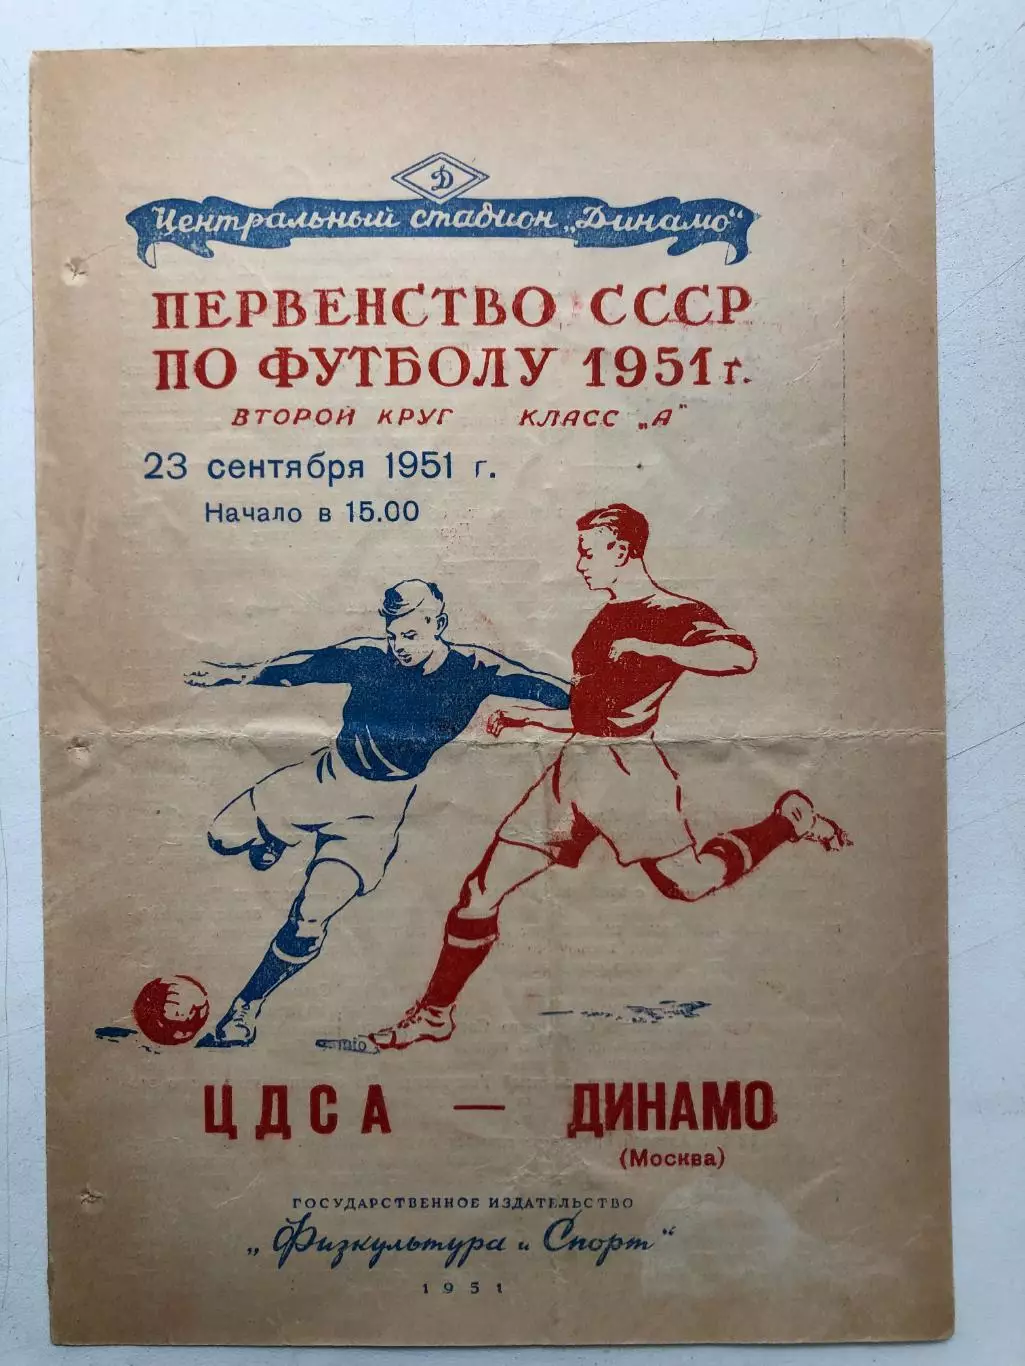 Д
Центральный стадион „Динамо“
ПЕРВЕНСТВО СССР
ПО ФУТБОЛУ 1951 г.
ВТОРОЙ КРУГ КЛАСС „А“
23 сентября 1951 г.
Начало в 15.00
ЦДСА — ДИНАМО
(Москва)
ГОСУДАРСТВЕННОЕ ИЗДАТЕЛЬСТВО
„Физкультура и Спорт“
1951